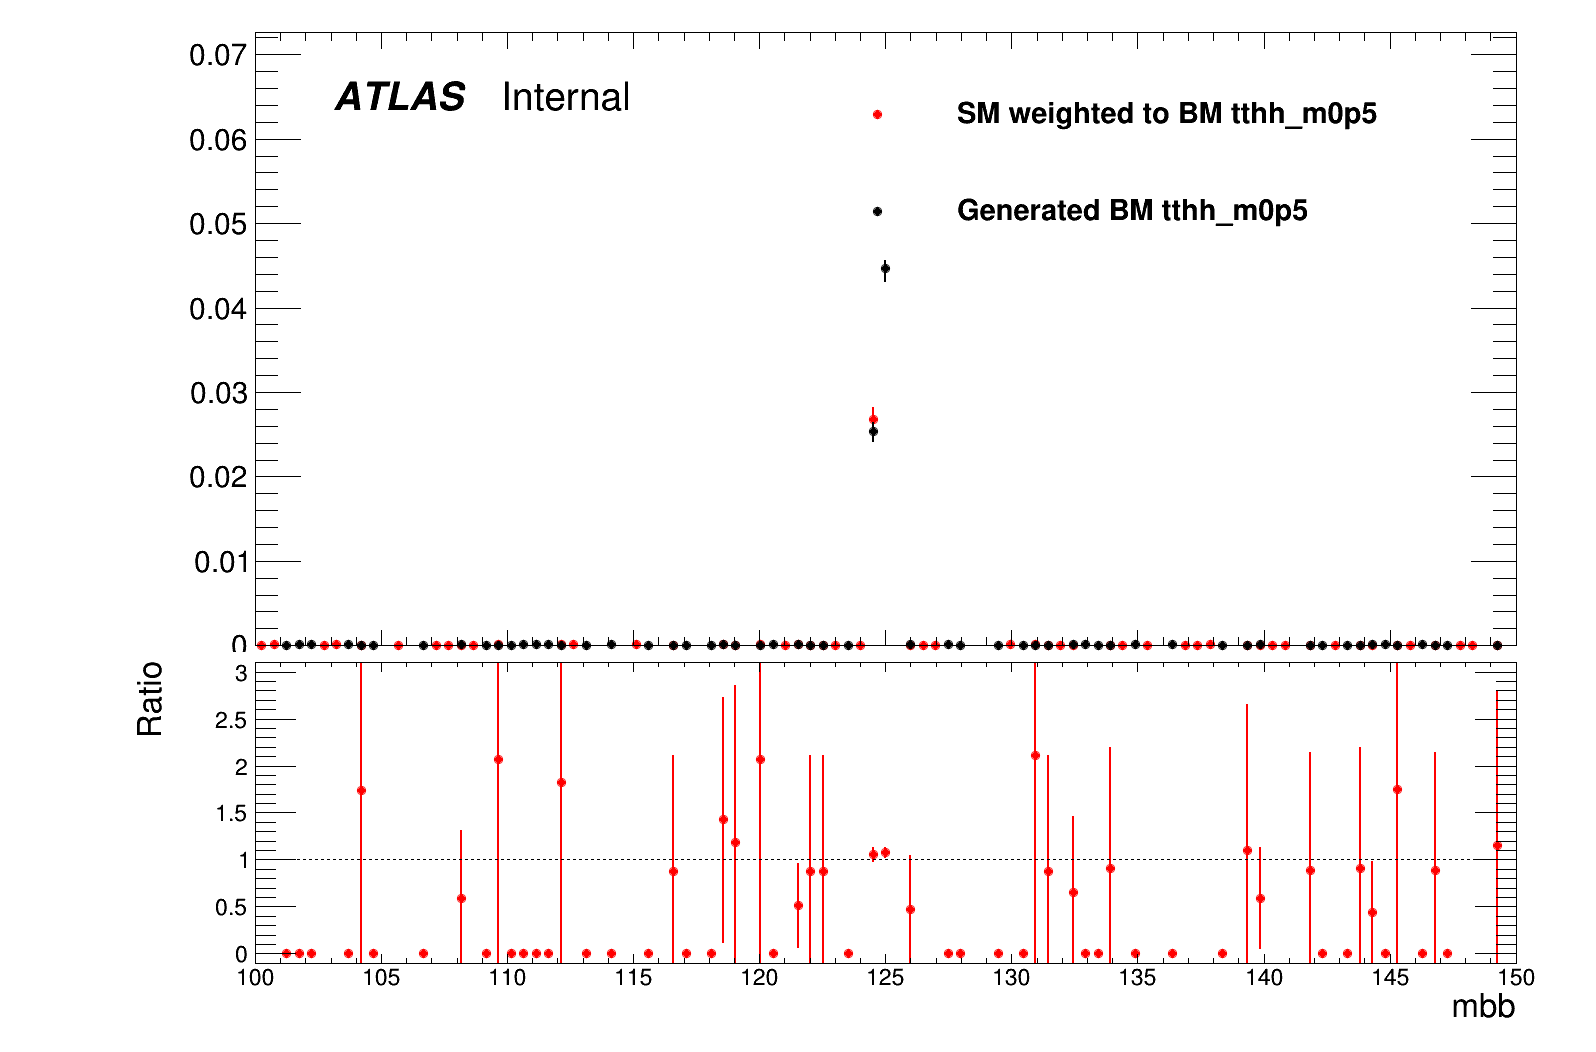 0.07
ATLAS Internal
SM weighted to BM tthh_m0p5
0.06
Generated BM tthh_m0p5
0.05
0.04
0.03
0.02
0.01
0
Ratio
3
2.5
2
1.5
1
0.5
0
100 105 110 115 120 125 130 135 140 145 150
mbb